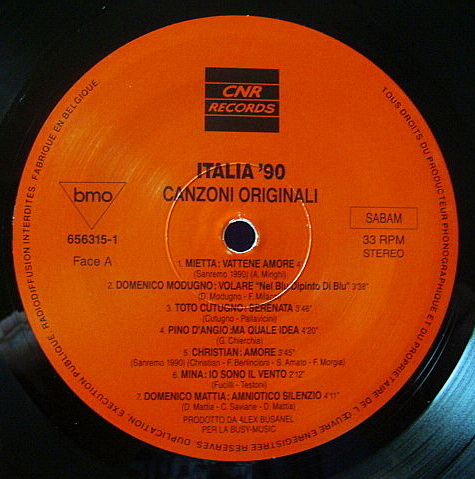 CNR
RECORDS
ITALIA '90
CANZONI ORIGINALI
bmo
656315-1
Face A
SABAM
33 RPM
STEREO
1. MIETTA: VATTENE AMORE 4
(Sanremo 1990) (A. Minghi)
2. DOMENICO MODUGNO: VOLARE "Nel Blu Dipinto Di Blu" 3'38"
(D. Modugno - F. Milac
3. TOTO CUTUGNO: SERENATA 3'46"
(Cutugno - Pallavicini)
4. PINO D'ANGIO: MA QUALE IDEA 4'20"
(G. Chierchia)
5. CHRISTIAN: AMORE 3'45"
(Sanremo 1990) (Christian - F. Berlincioni - S. Amato - F. Morgia)
6. MINA: IO SONO IL VENTO 2'12"
(Fucilli - Testoni)
7. DOMENICO MATTIA: AMNIOTICO SILENZIO 4'11"
(D. Mattia - C. Saviane - D. Mattia)
PRODOTTO DA ALEX BUSANEL
PER LA BUSY-MUSIC
TOUS DROITS DU PRODUCTEUR PHONOGRAPHIQUE ET DU PROPRIETAIRE DE L'ŒUVRE ENREGISTREE RESERVES. DUPLICATION, EXECUTION PUBLIQUE, RADIODIFFUSION INTERDITES. FABRIQUE EN BELGIQUE.